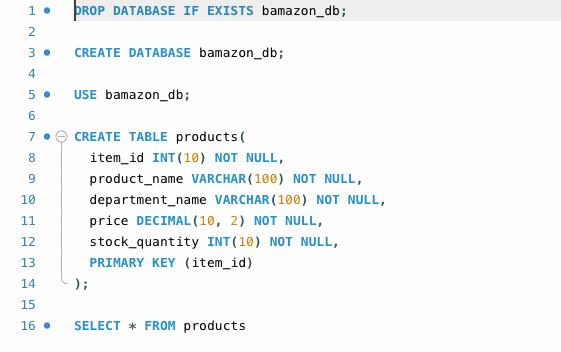 1 DROP DATABASE IF EXISTS bamazon_db;
2
3 CREATE DATABASE bamazon_db;
4
5 USE bamazon_db;
6
7 CREATE TABLE products(
8 item_id INT(10) NOT NULL,
9 product_name VARCHAR(100) NOT NULL,
10 department_name VARCHAR(100) NOT NULL,
11 price DECIMAL(10, 2) NOT NULL,
12 stock_quantity INT(10) NOT NULL,
13 PRIMARY KEY (item_id)
14 );
15
16 SELECT * FROM products